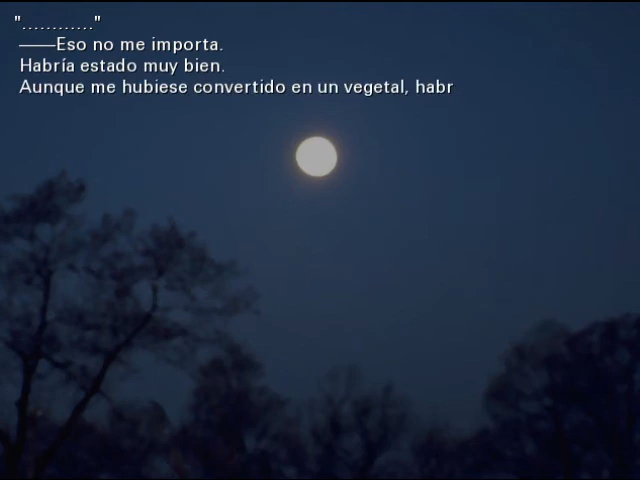 "............"
——Eso no me importa.
Habría estado muy bien.
Aunque me hubiese convertido en un vegetal, habr